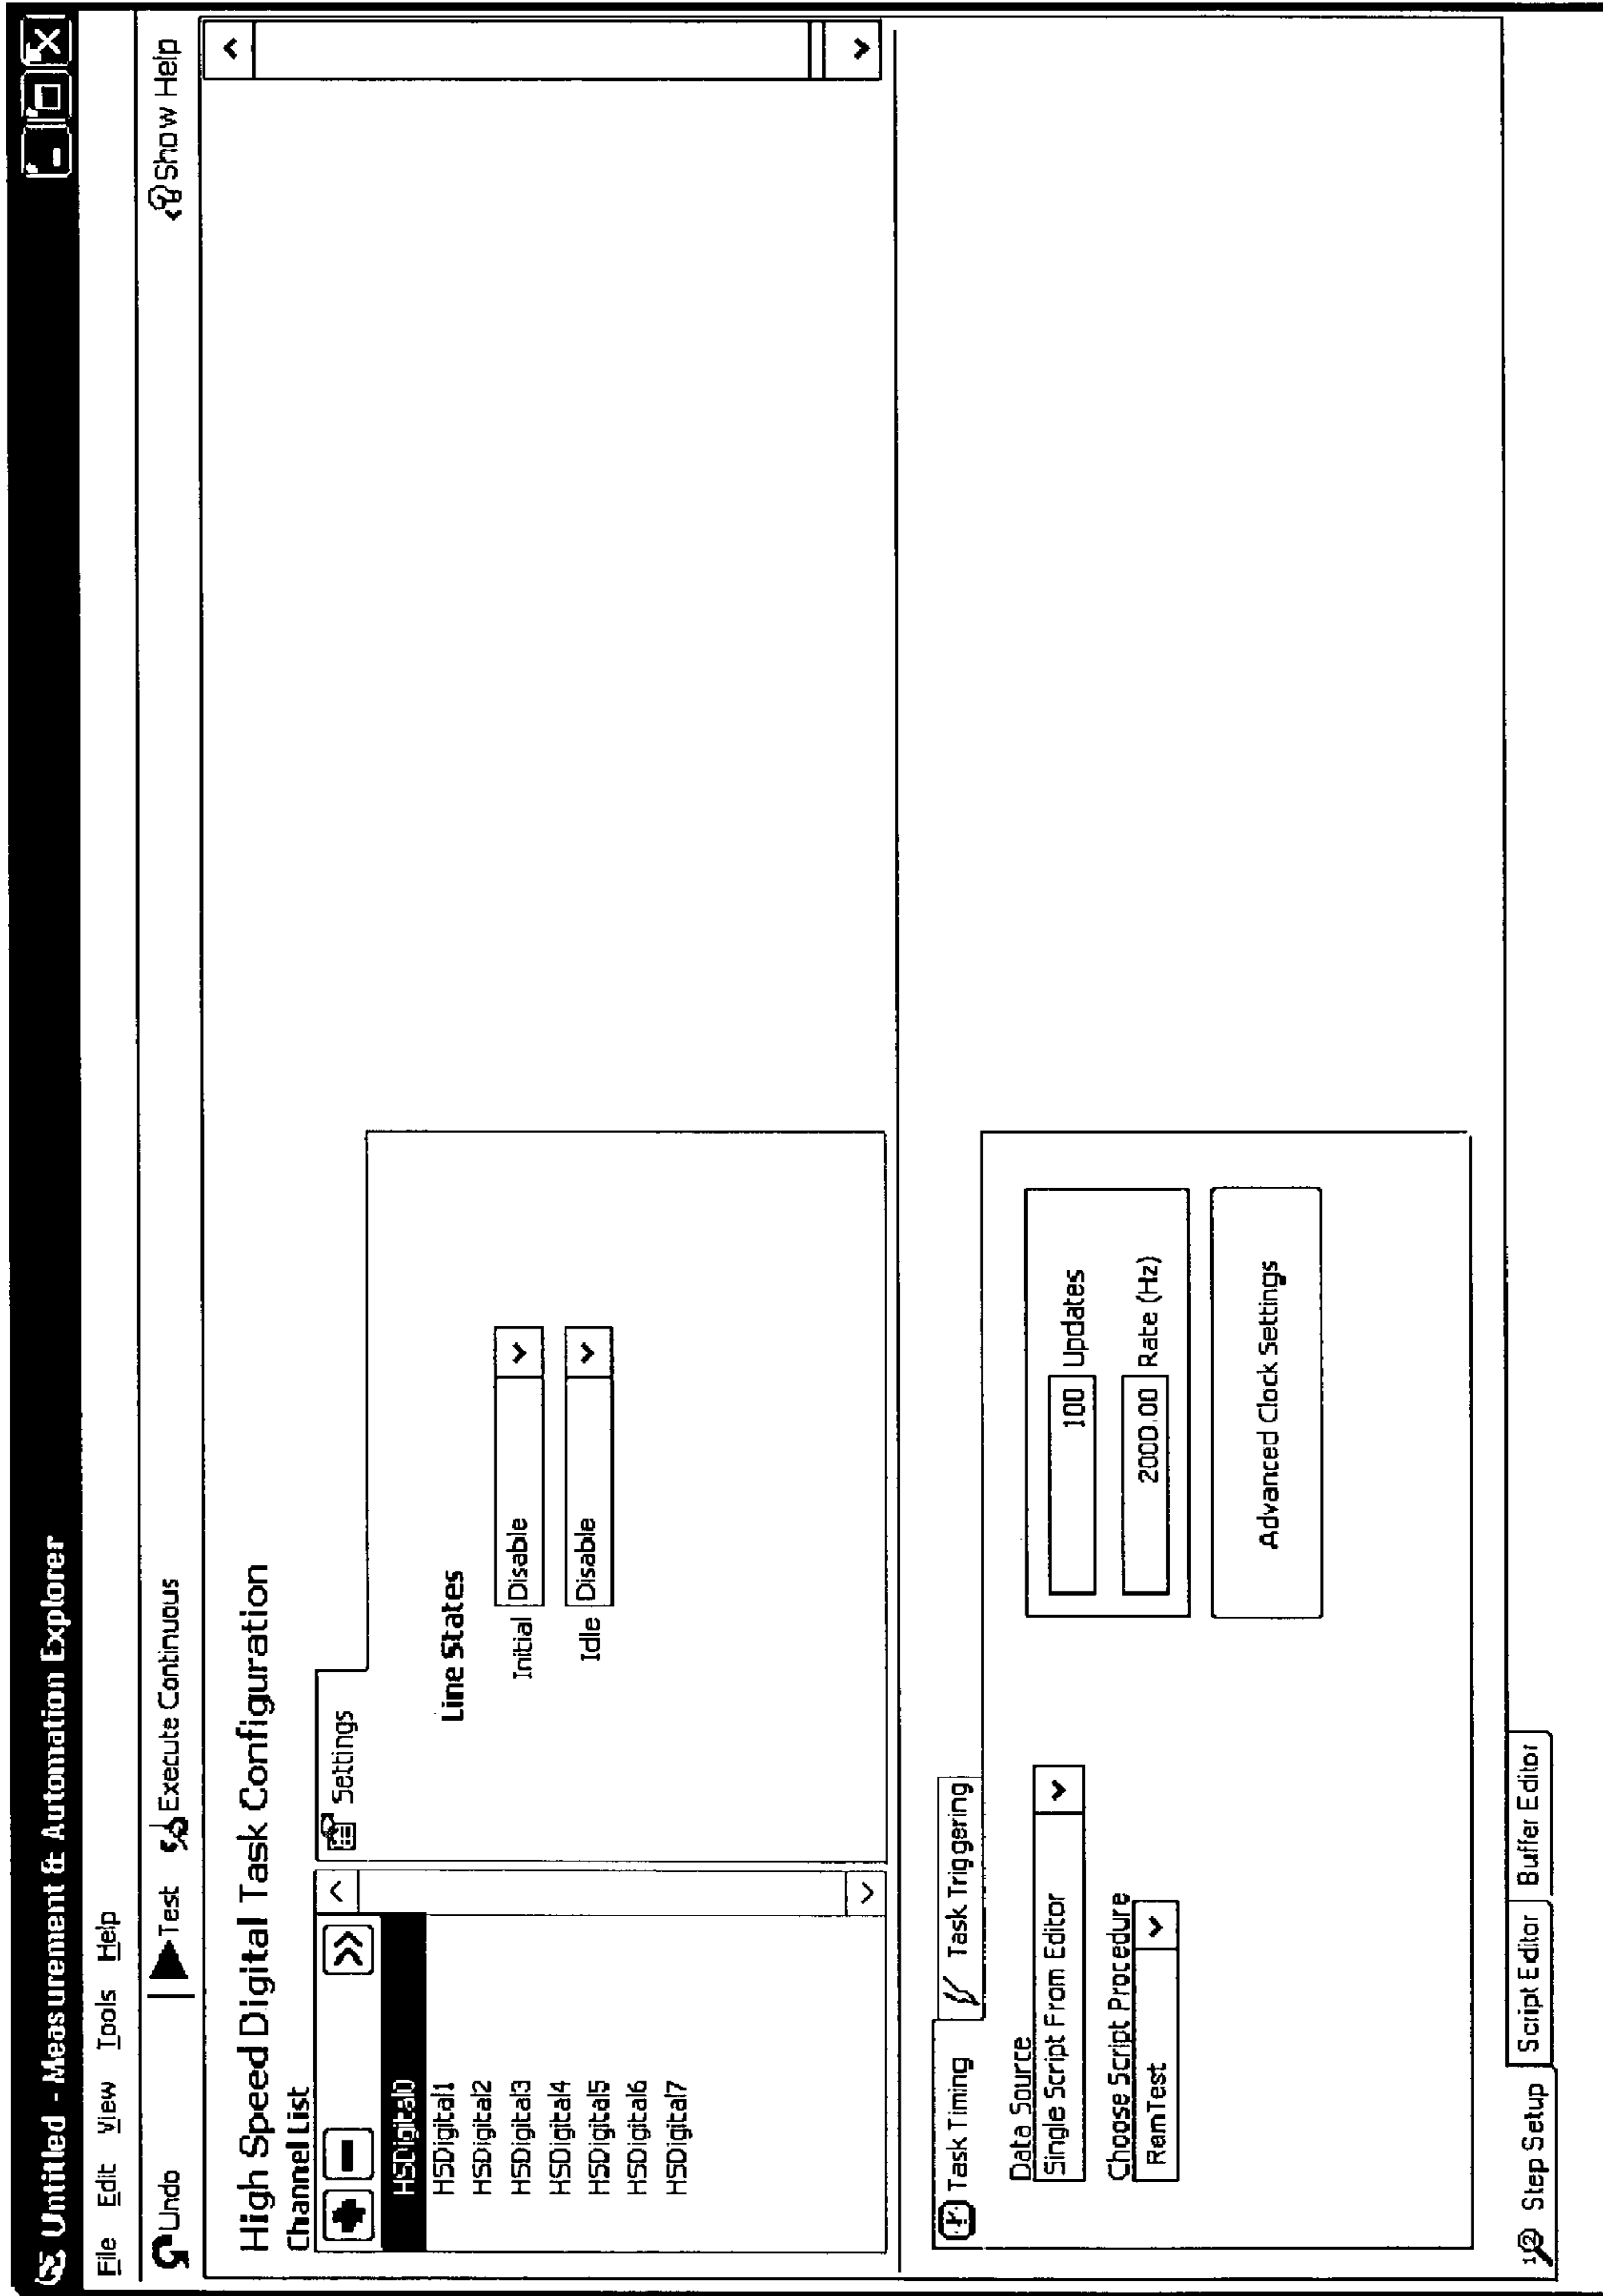 Untitled - Measurement & Automation Explorer
File Edit View Tools Help
Undo Test Execute Continuous Show Help
High Speed Digital Task Configuration
Channel List
HSDigital0
HSDigital1
HSDigital2
HSDigital3
HSDigital4
HSDigital5
HSDigital6
HSDigital7
Settings
Line States
Initial Disable
Idle Disable
Task Timing Task Triggering
Data Source
Single Script From Editor
Choose Script Procedure
RamTest
100 Updates
2000.00 Rate (Hz)
Advanced Clock Settings
Step Setup Script Editor Buffer Editor